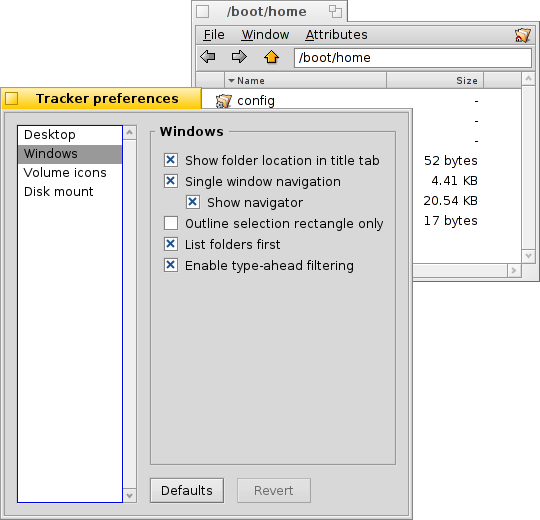 /boot/home
File Window Attributes
/boot/home
Name Size
config -
-
-
52 bytes
4.41 KB
20.54 KB
17 bytes
Tracker preferences
Desktop
Windows
Volume icons
Disk mount
Windows
Show folder location in title tab
Single window navigation
Show navigator
Outline selection rectangle only
List folders first
Enable type-ahead filtering
Defaults
Revert